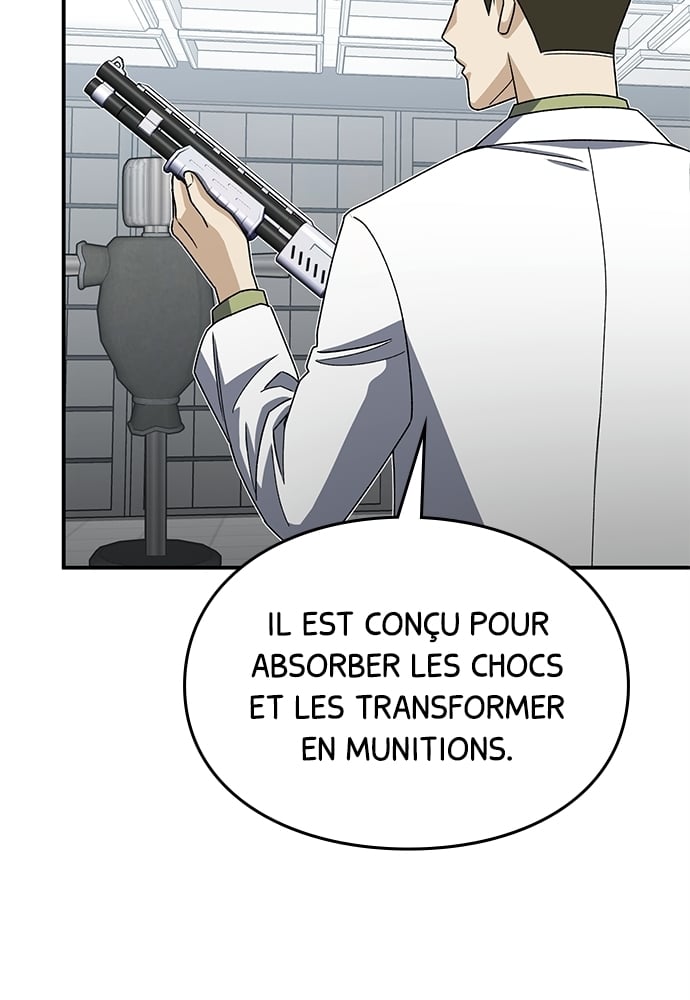 IL EST CONÇU POUR
ABSORBER LES CHOCS
ET LES TRANSFORMER
EN MUNITIONS.